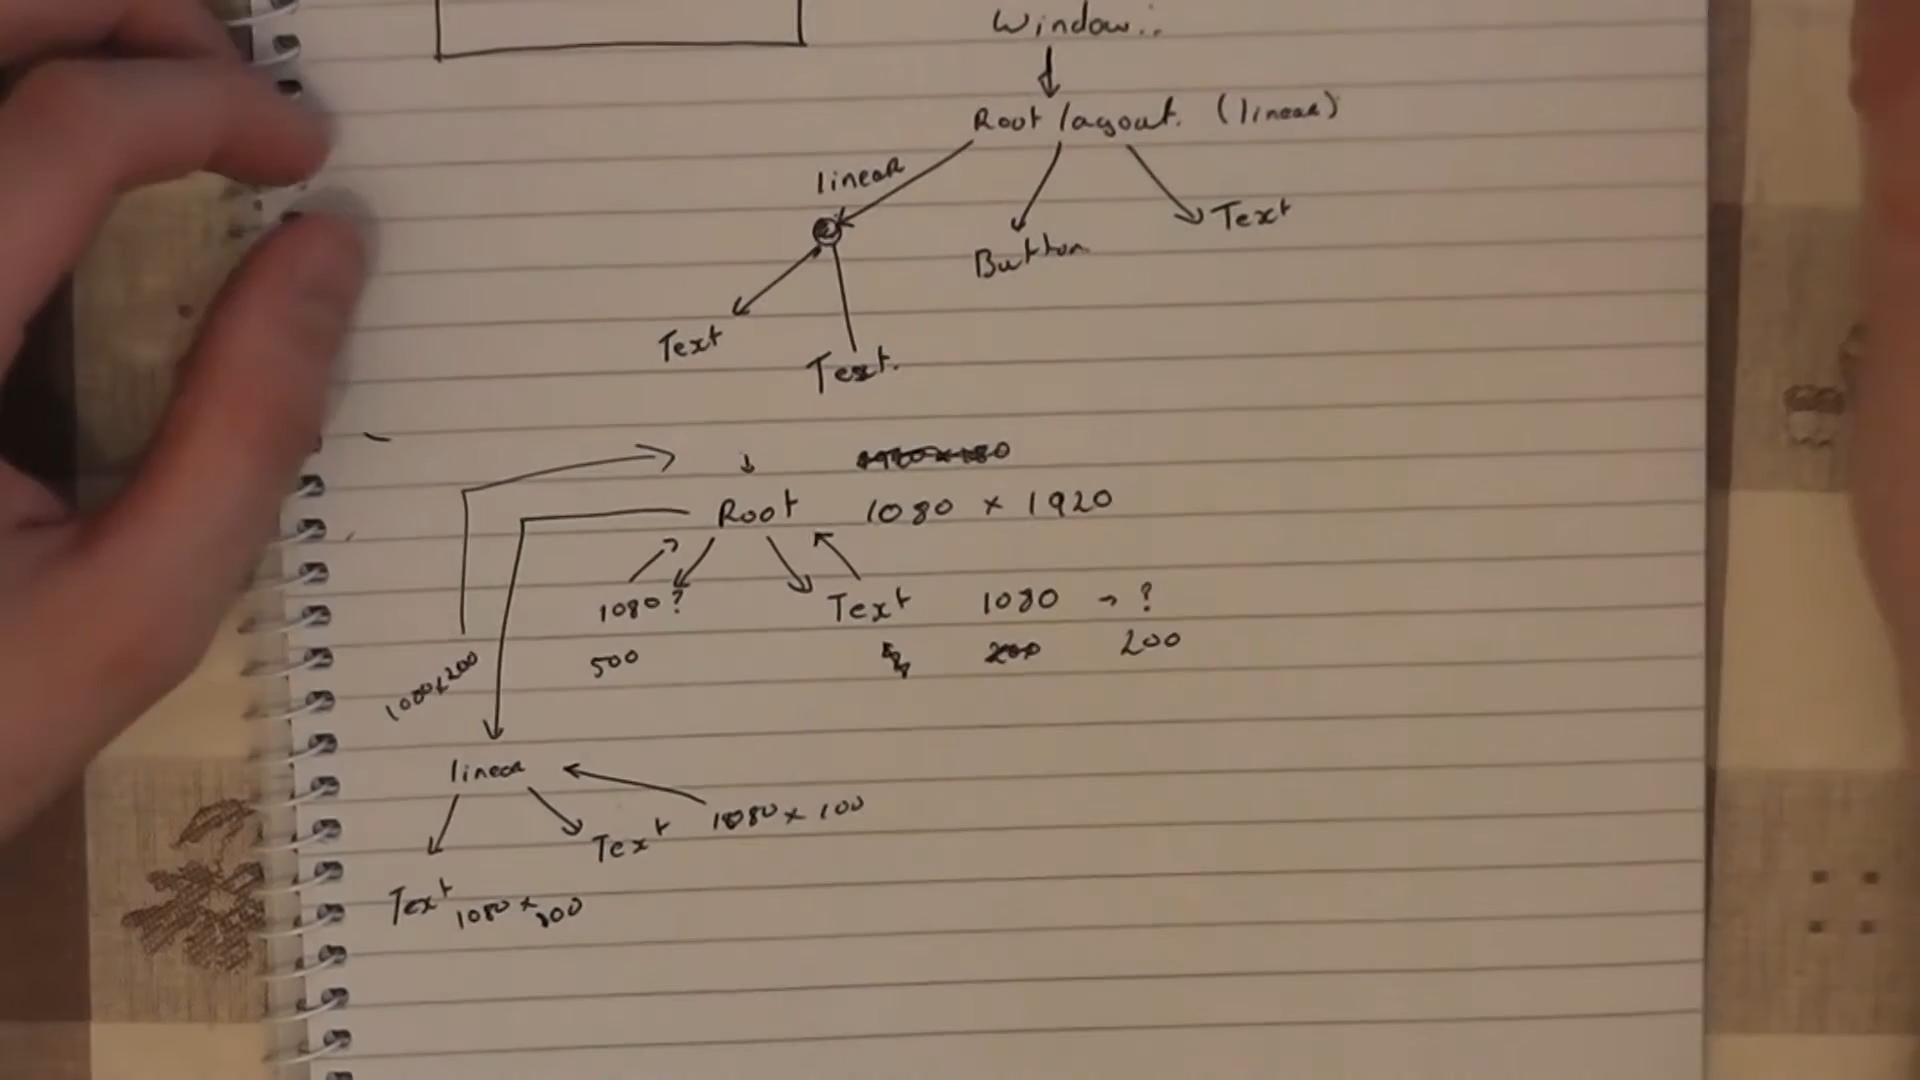 Window..
Root layout. (linear)
linear
Text
Button
Text
Text.
Root 1080 x 1920
1080 ?
Text 1080 → ?
500
200
1080x200
linear
1080 x 100
Text
Text 1080 x 100